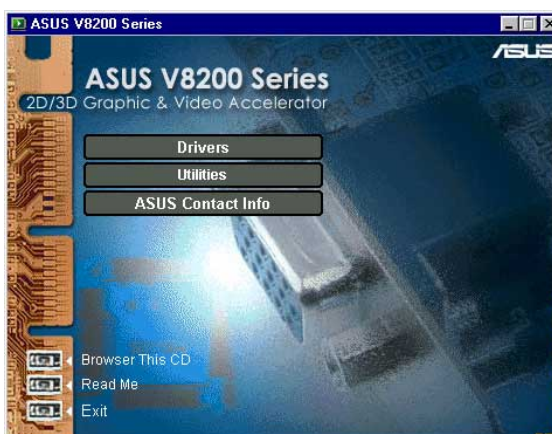 ASUS V8200 Series
ASUS
ASUS V8200 Series
2D/3D Graphic & Video Accelerator
Drivers
Utilities
ASUS Contact Info
Browser This CD
Read Me
Exit